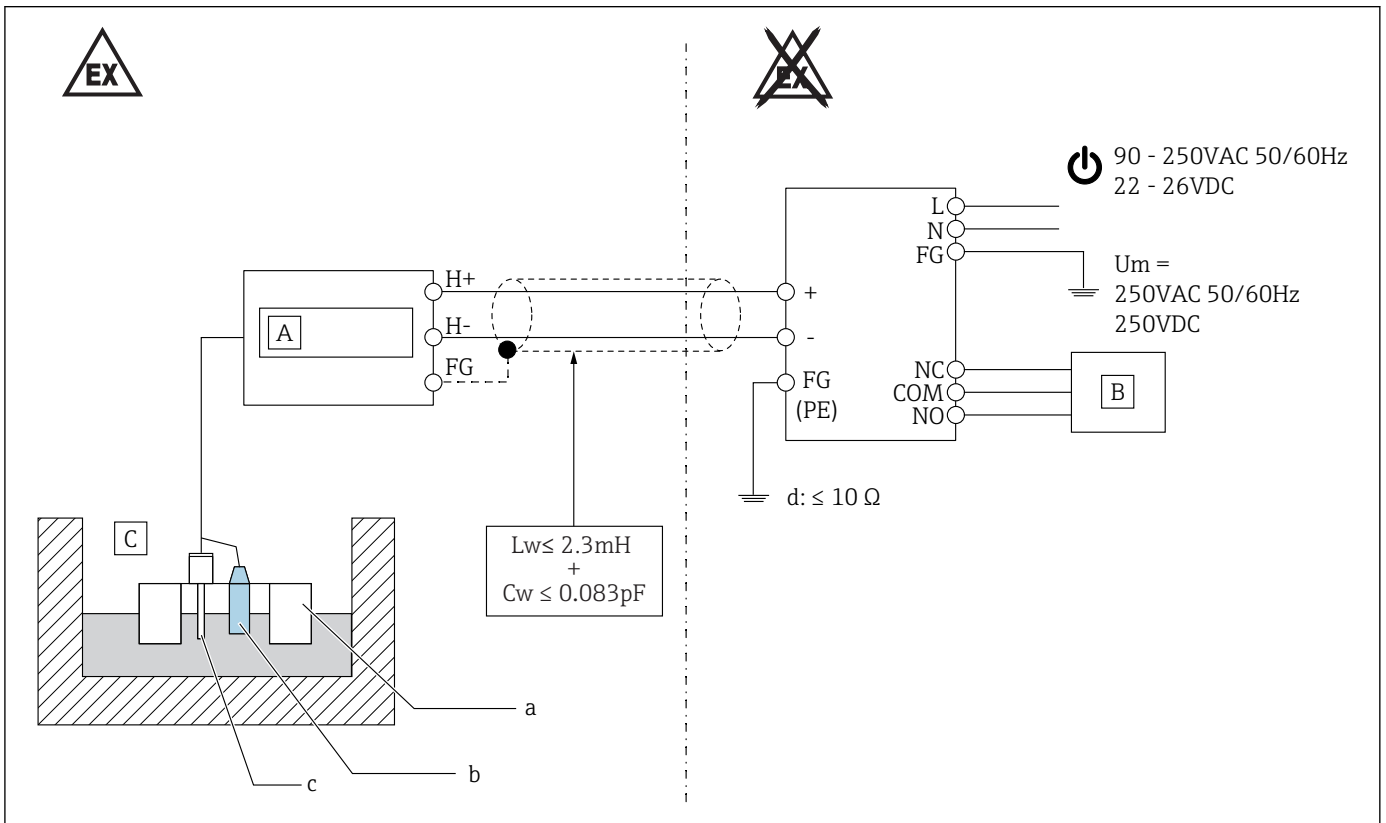 EX
EX
90 - 250VAC 50/60Hz
22 - 26VDC
L
N
FG
Um =
250VAC 50/60Hz
250VDC
H+
H-
FG
A
+
-
FG
(PE)
NC
COM
NO
B
d: ≤ 10 Ω
C
Lw≤ 2.3mH
+
Cw ≤ 0.083pF
a
b
c